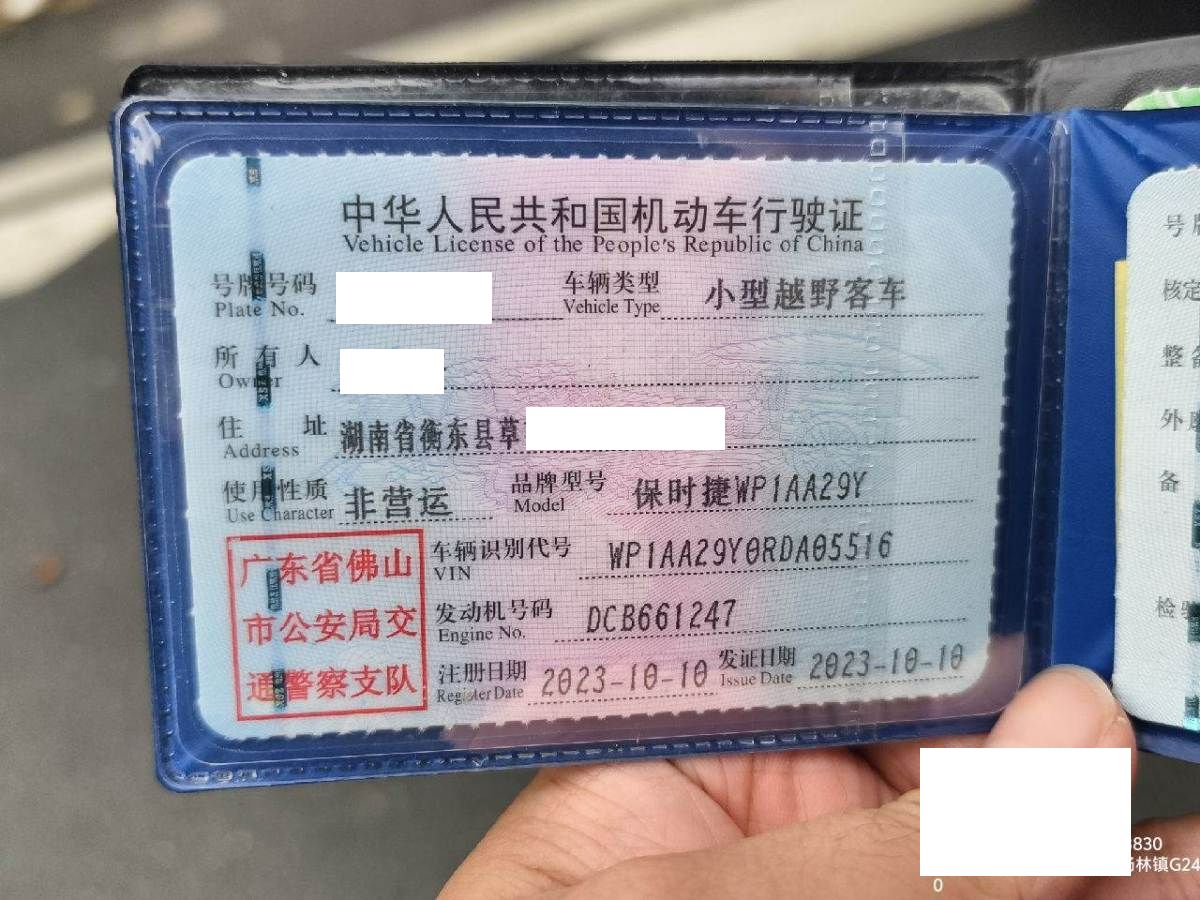 中华人民共和国机动车行驶证
Vehicle License of the People's Republic of China
号牌号码
Plate No.
车辆类型 小型越野客车
Vehicle Type
所有人
Owner
住址 湖南省衡东县草
Address
使用性质 非营运
Use Character
品牌型号 保时捷WP1AA29Y
Model
广东省佛山
市公安局交
通警察支队
车辆识别代号 WP1AA29Y0RDA05516
VIN
发动机号码 DCB661247
Engine No.
注册日期 2023-10-10
Register Date
发证日期 2023-10-10
Issue Date
号
核定
整备
外
备
检验
830
林镇G24
0